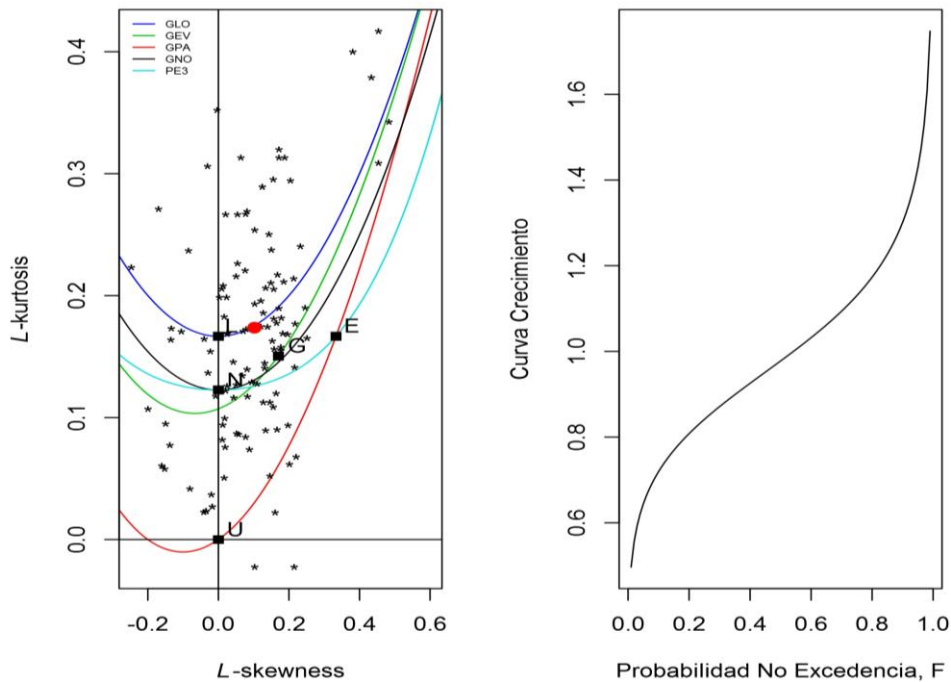 GLO
GEV
GPA
GNO
PE3
L
E
G
N
U
0.4
0.3
0.2
0.1
0.0
L-kurtosis
-0.2 0.0 0.2 0.4 0.6
L-skewness
1.6
1.4
1.2
1.0
0.8
0.6
Curva Crecimiento
0.0 0.2 0.4 0.6 0.8 1.0
Probabilidad No Excedencia, F